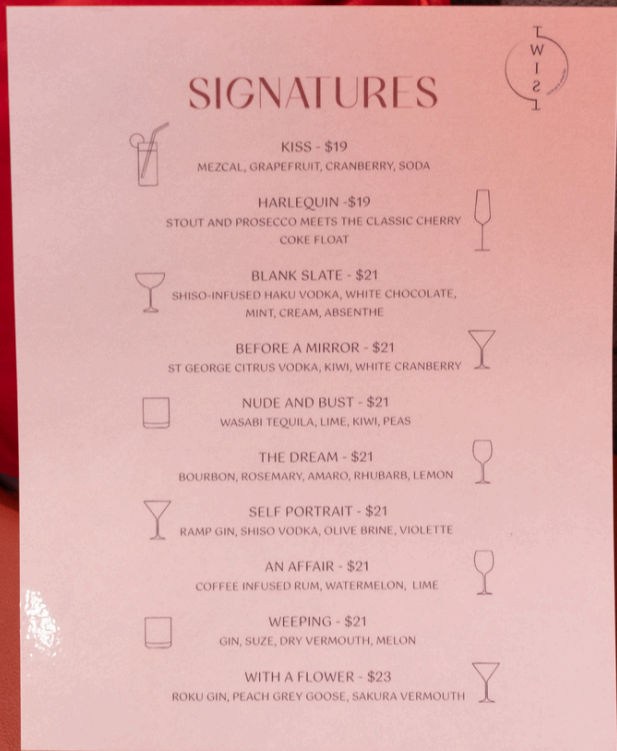 TWIST
SIGNATURES
KISS - $19
MEZCAL, GRAPEFRUIT, CRANBERRY, SODA
HARLEQUIN -$19
STOUT AND PROSECCO MEETS THE CLASSIC CHERRY
COKE FLOAT
BLANK SLATE - $21
SHISO-INFUSED HAKU VODKA, WHITE CHOCOLATE,
MINT, CREAM, ABSENTHE
BEFORE A MIRROR - $21
ST GEORGE CITRUS VODKA, KIWI, WHITE CRANBERRY
NUDE AND BUST - $21
WASABI TEQUILA, LIME, KIWI, PEAS
THE DREAM - $21
BOURBON, ROSEMARY, AMARO, RHUBARB, LEMON
SELF PORTRAIT - $21
RAMP GIN, SHISO VODKA, OLIVE BRINE, VIOLETTE
AN AFFAIR - $21
COFFEE INFUSED RUM, WATERMELON, LIME
WEEPING - $21
GIN, SUZE, DRY VERMOUTH, MELON
WITH A FLOWER - $23
ROKU GIN, PEACH GREY GOOSE, SAKURA VERMOUTH